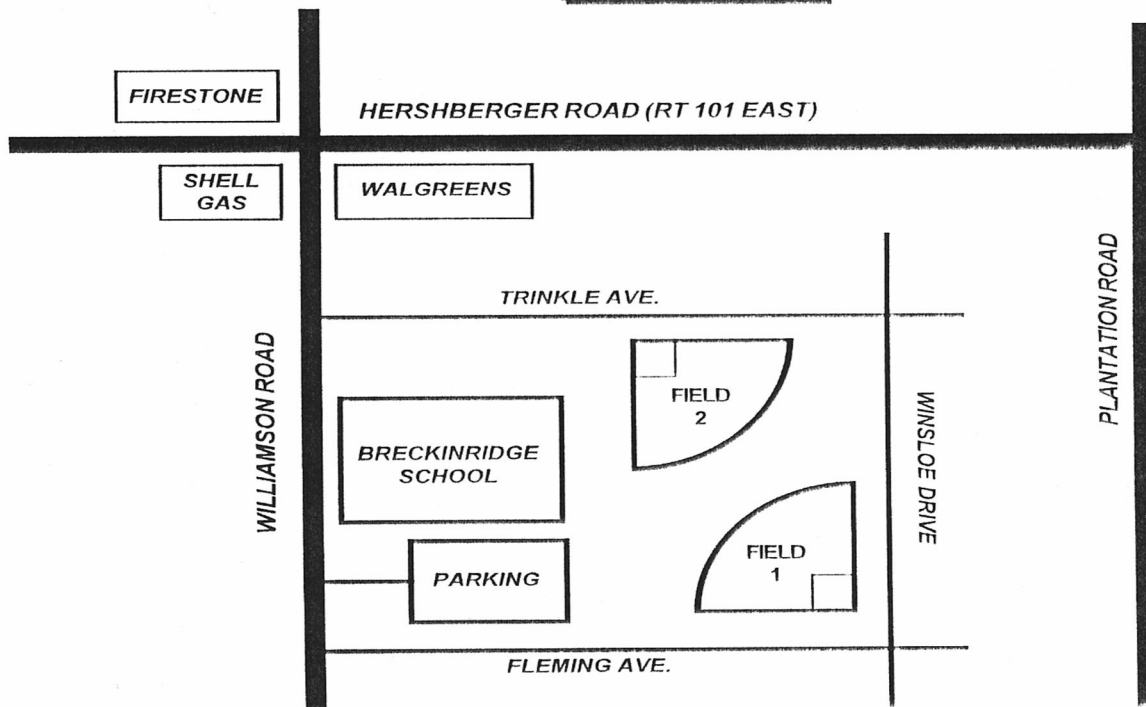 FIRESTONE
HERSHBERGER ROAD (RT 101 EAST)
SHELL
GAS
WALGREENS
TRINKLE AVE.
WILLIAMSON ROAD
PLANTATION ROAD
FIELD
2
WINSLOE DRIVE
BRECKINRIDGE
SCHOOL
FIELD
1
PARKING
FLEMING AVE.